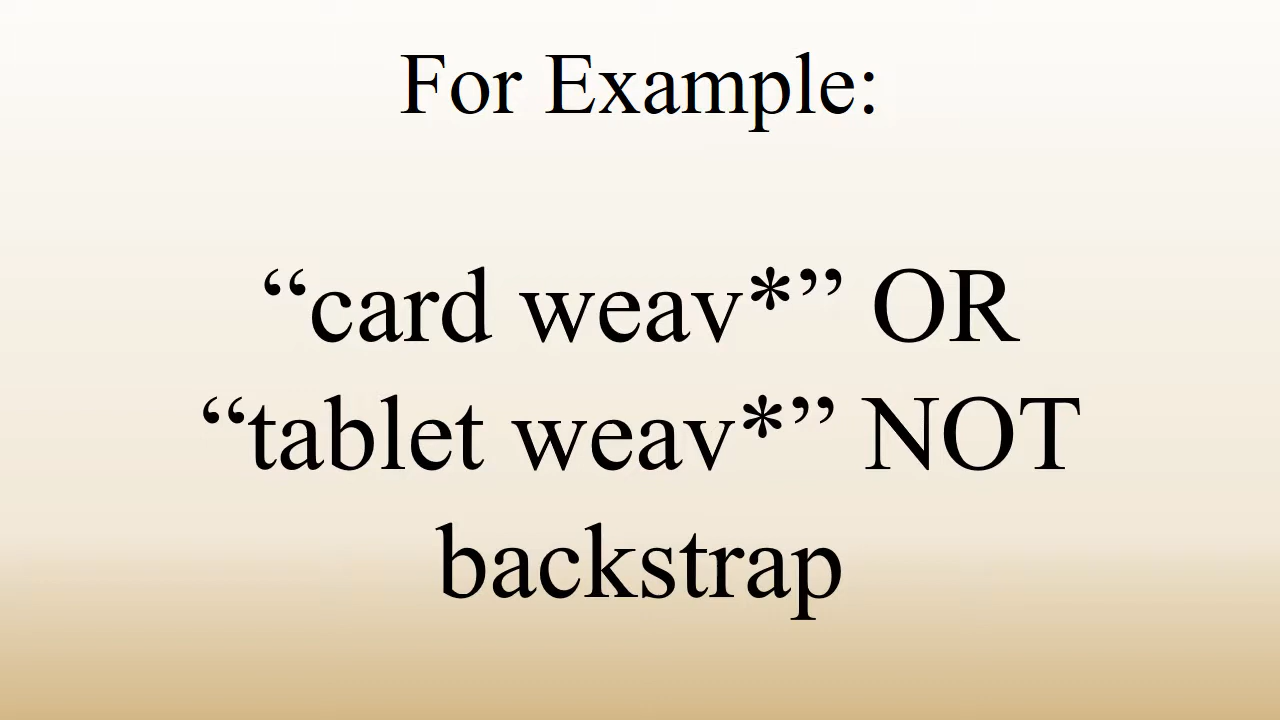 For Example:
“card weav*” OR
“tablet weav*” NOT
backstrap